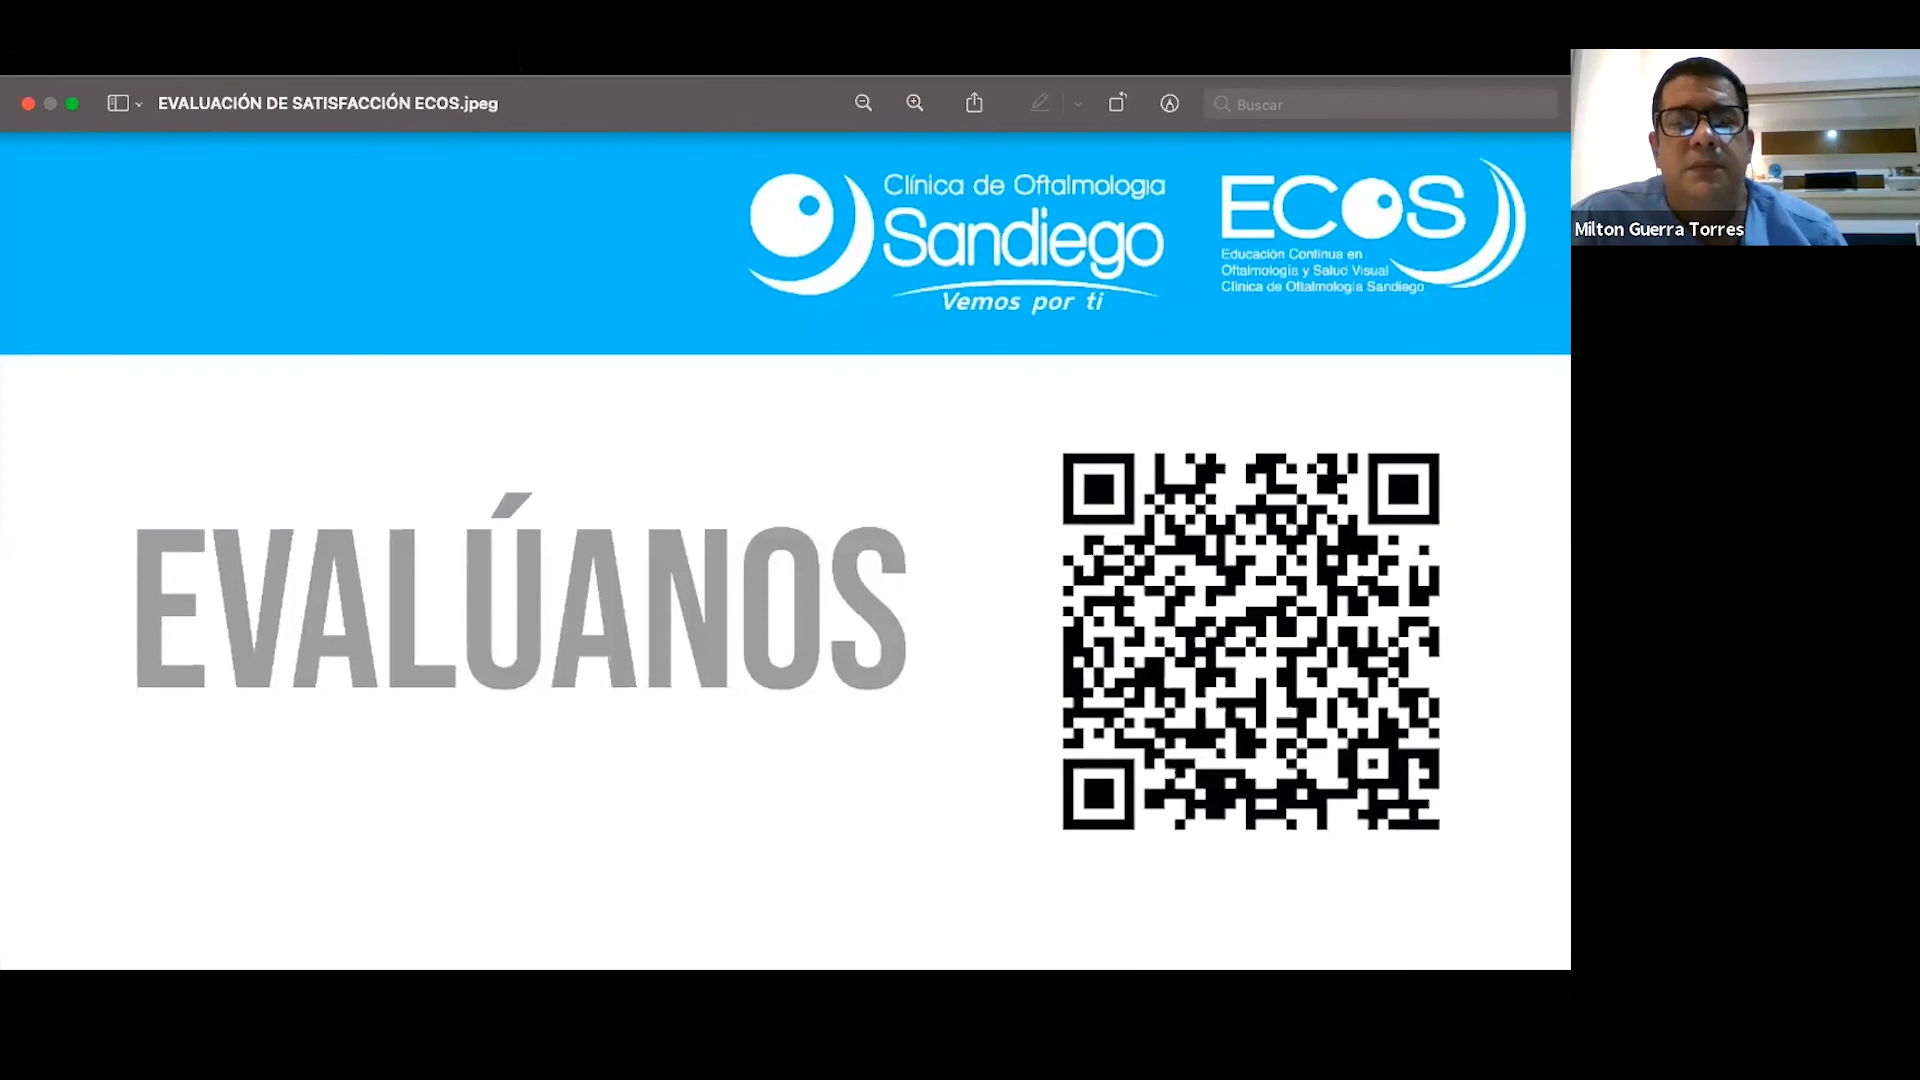 EVALUACIÓN DE SATISFACCIÓN ECOS.jpeg
Buscar
Clínica de Oftalmología
Sandiego
Vemos por ti
ECOS
Educación Continua en
Oftalmología y Salud Visual
Clínica de Oftalmología Sandiego
Milton Guerra Torres
EVALÚANOS